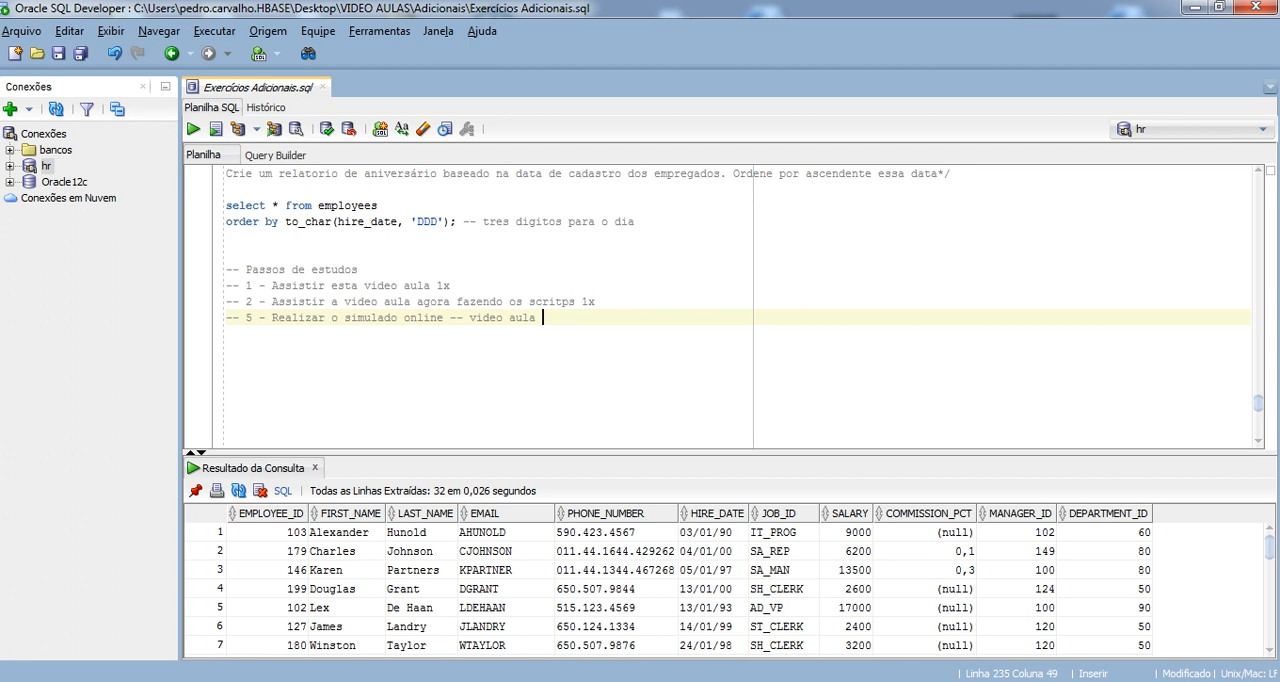 Oracle SQL Developer : C:\Users\pedro.carvalho.HBASE\Desktop\VIDEO AULAS\Adicionais\Exercícios Adicionais.sql
Arquivo Editar Exibir Navegar Executar Origem Equipe Ferramentas Janela Ajuda
Conexões
Exercícios Adicionais.sql
Planilha SQL Histórico
hr
Planilha Query Builder
Conexões
bancos
hr
Oracle12c
Conexões em Nuvem
Crie um relatorio de aniversário baseado na data de cadastro dos empregados. Ordene por ascendente essa data*/
select * from employees
order by to_char(hire_date, 'DDD'); -- tres digitos para o dia
-- Passos de estudos
-- 1 - Assistir esta video aula 1x
-- 2 - Assistir a video aula agora fazendo os scritps 1x
-- 5 - Realizar o simulado online -- video aula
Resultado da Consulta x
SQL | Todas as Linhas Extraídas: 32 em 0,026 segundos
EMPLOYEE_ID FIRST_NAME LAST_NAME EMAIL PHONE_NUMBER HIRE_DATE JOB_ID SALARY COMMISSION_PCT MANAGER_ID DEPARTMENT_ID
1 103 Alexander Hunold AHUNOLD 590.423.4567 03/01/90 IT_PROG 9000 (null) 102 60
2 179 Charles Johnson CJOHNSON 011.44.1644.429262 04/01/00 SA_REP 6200 0,1 149 80
3 146 Karen Partners KPARTNER 011.44.1344.467268 05/01/97 SA_MAN 13500 0,3 100 80
4 199 Douglas Grant DGRANT 650.507.9844 13/01/00 SH_CLERK 2600 (null) 124 50
5 102 Lex De Haan LDEHAAN 515.123.4569 13/01/93 AD_VP 17000 (null) 100 90
6 127 James Landry JLANDRY 650.124.1334 14/01/99 ST_CLERK 2400 (null) 120 50
7 180 Winston Taylor WTAYLOR 650.507.9876 24/01/98 SH_CLERK 3200 (null) 120 50
Linha 235 Coluna 49 | Inserir | Modificado | Unix/Mac: LF